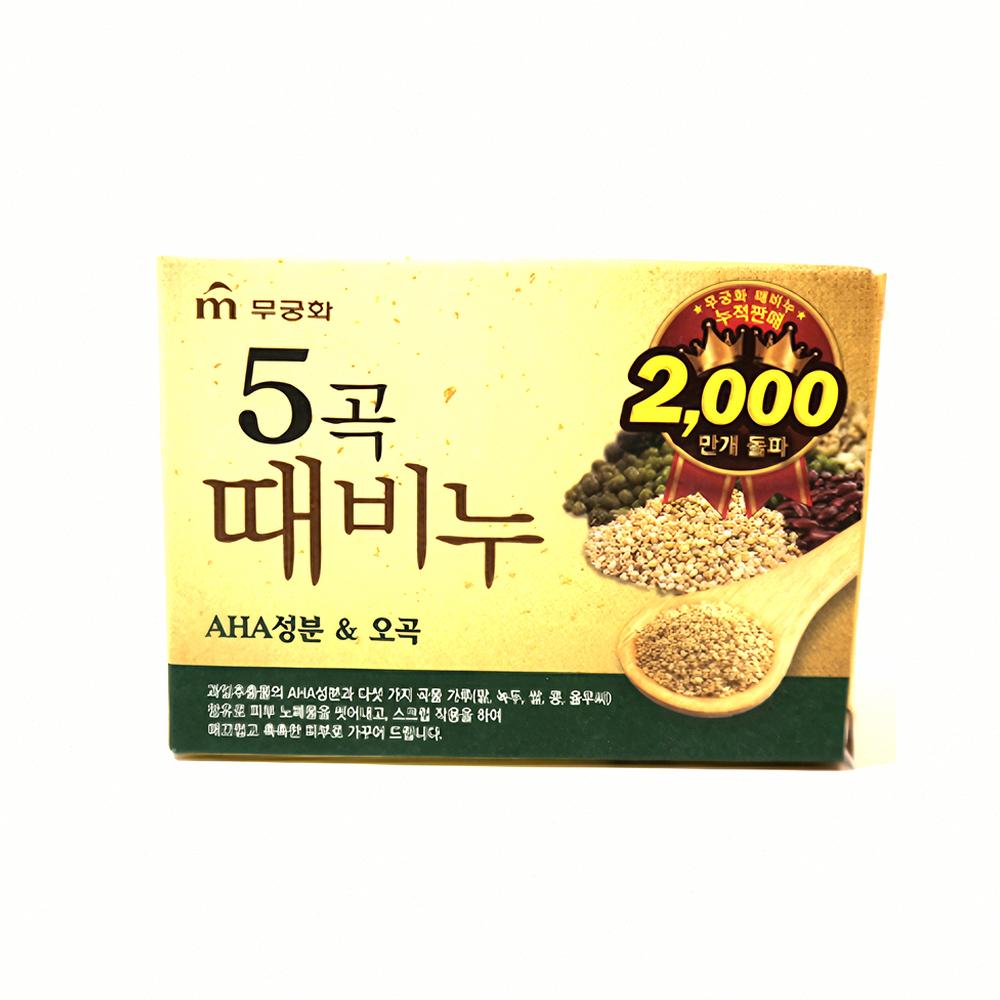 무궁화
5곡
때비누
AHA성분 & 오곡
★무궁화 때비누★
누적판매
2,000
만개 돌파
과일추출물의 AHA성분과 다섯 가지 곡물 가루(팥, 녹두, 쌀, 콩, 율무씨)
함유로 피부 노폐물을 씻어내고, 스크럽 작용을 하여
매끄럽고 촉촉한 피부로 가꾸어 드립니다.